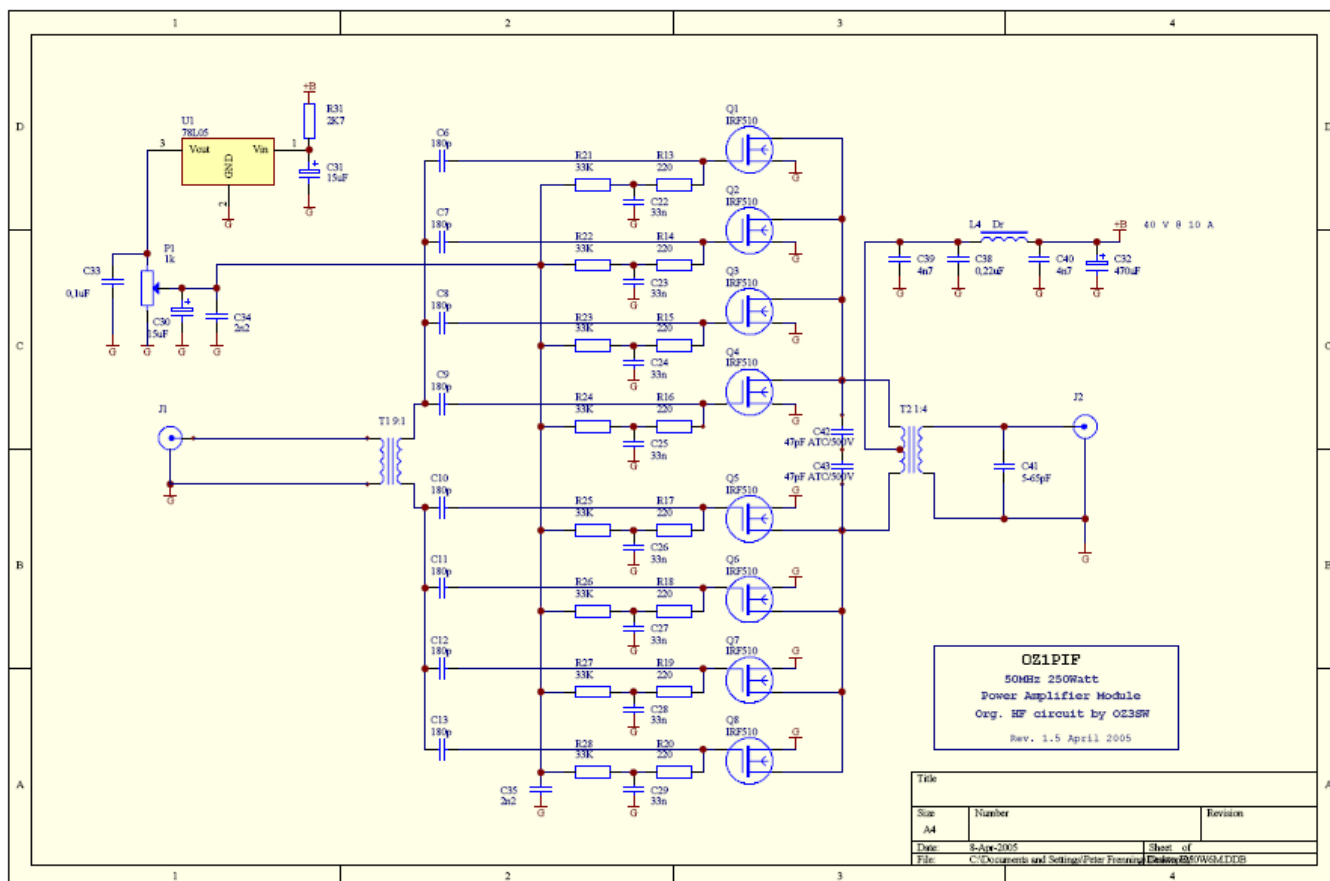 1 2 3 4
D
C
B
A
+B
R31
2K7
U1
78L05
3 Vout Vin 1
GND
2
C31
15uF
G
G
P1
1k
C33
0,1uF
C30
15uF
C34
2n2
G G G G
J1
G
T1 9:1
C6
180p
R21
33K
R13
220
Q1
IRF510
G
C22
33n
G
C7
180p
R22
33K
R14
220
Q2
IRF510
G
C23
33n
G
C8
180p
R23
33K
R15
220
Q3
IRF510
G
C24
33n
G
C9
180p
R24
33K
R16
220
Q4
IRF510
G
C25
33n
G
C10
180p
R25
33K
R17
220
Q5
IRF510
G
C26
33n
G
C11
180p
R26
33K
R18
220
Q6
IRF510
G
C27
33n
G
C12
180p
R27
33K
R19
220
Q7
IRF510
G
C28
33n
G
C13
180p
R28
33K
R20
220
Q8
IRF510
G
C35
2n2
G
C29
33n
G
L4 Dr
+B 40 V @ 10 A
C39
4n7
C38
0,22uF
C40
4n7
C32
470uF
G G G G
C42
47pF ATC/500V
C43
47pF ATC/500V
T2 1:4
J2
C41
5-65pF
G
OZ1PIF
50MHz 250Watt
Power Amplifier Module
Org. HF circuit by OZ3SW
Rev. 1.5 April 2005
Title
Size Number Revision
A4
Date: 8-Apr-2005 Sheet of
File: C:\Documents and Settings\Peter Frenning\
D
C
B
A
1 2 3 4